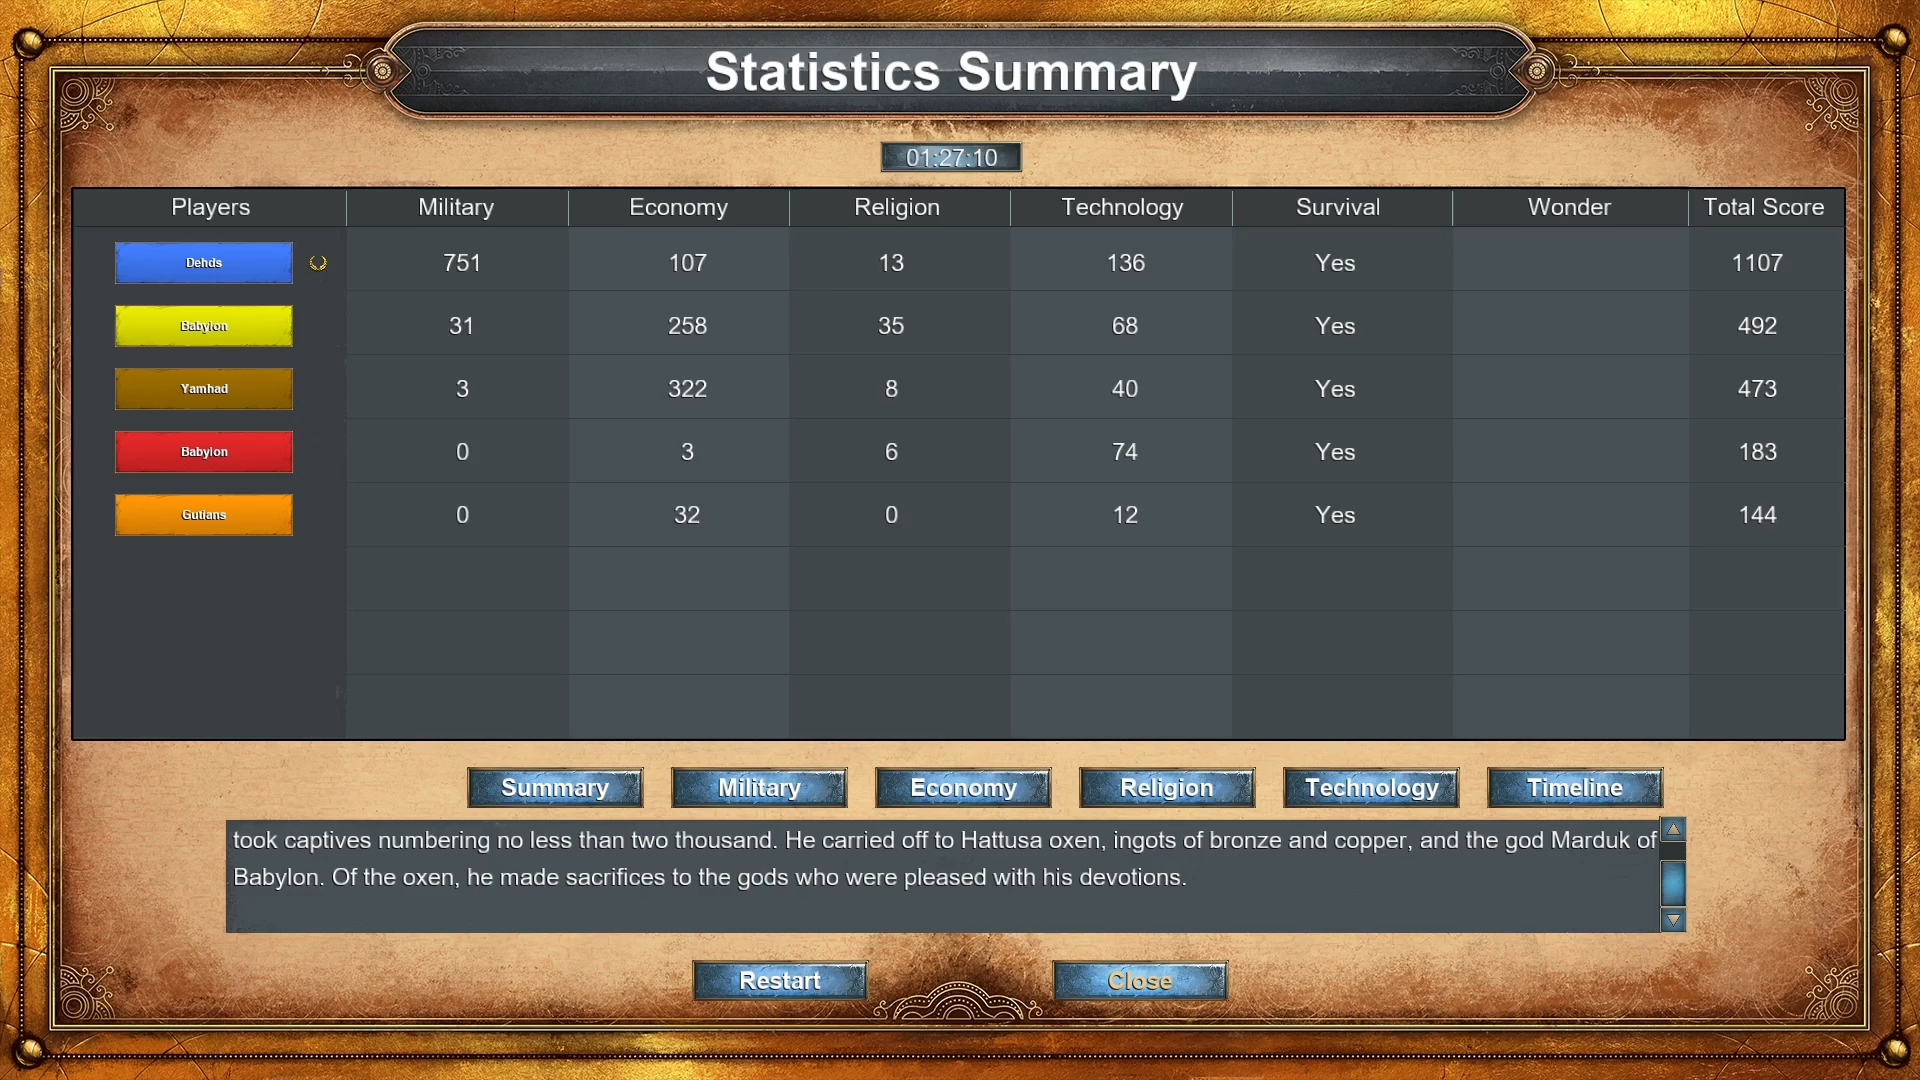 Statistics Summary
01:27:10
Players Military Economy Religion Technology Survival Wonder Total Score
Dehds 751 107 13 136 Yes 1107
Babylon 31 258 35 68 Yes 492
Yamhad 3 322 8 40 Yes 473
Babylon 0 3 6 74 Yes 183
Gutians 0 32 0 12 Yes 144
Summary Military Economy Religion Technology Timeline
took captives numbering no less than two thousand. He carried off to Hattusa oxen, ingots of bronze and copper, and the god Marduk of
Babylon. Of the oxen, he made sacrifices to the gods who were pleased with his devotions.
Restart Close